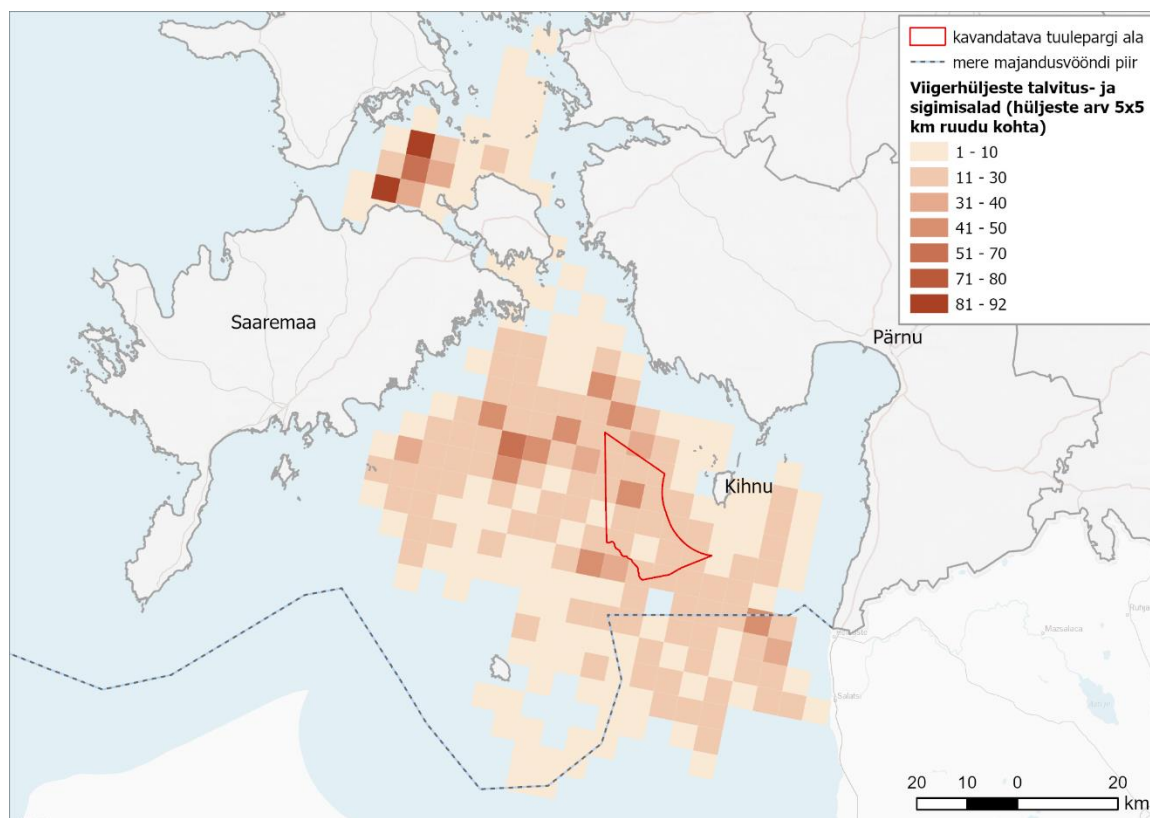 kavandatava tuulepargi ala
mere majandusvööndi piir
Viigerhüljeste talvitus- ja
sigimisalad (hüljeste arv 5x5
km ruudu kohta)
1 - 10
11 - 30
31 - 40
41 - 50
51 - 70
71 - 80
81 - 92
Saaremaa
Pärnu
Kihnu
Mazsalaca
20 10 0 20
km